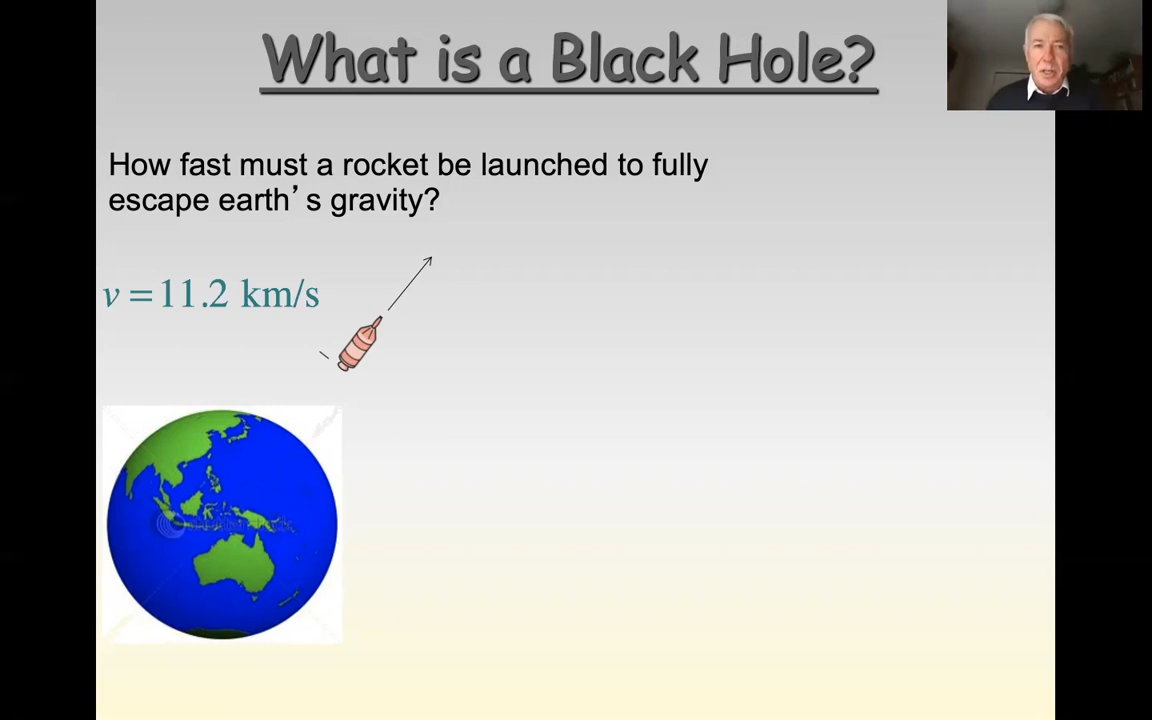 What is a Black Hole?
How fast must a rocket be launched to fully
escape earth’s gravity?
v = 11.2 km/s